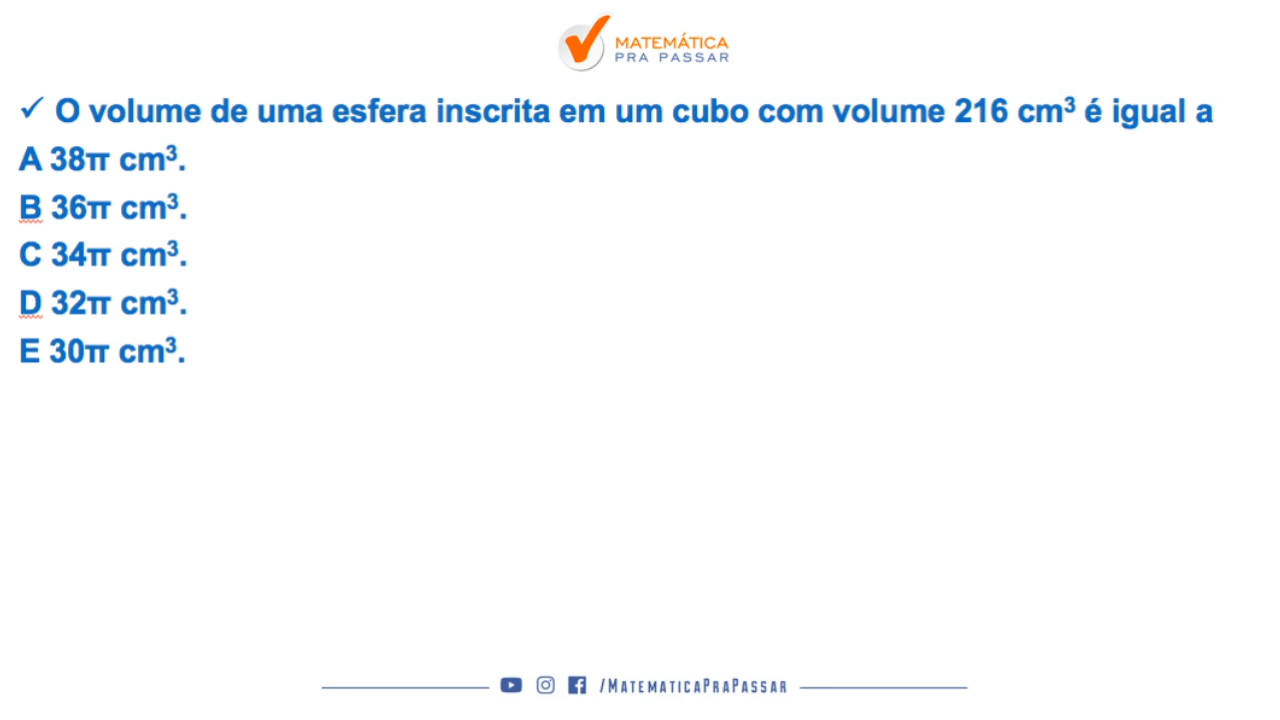 MATEMÁTICA
PRA PASSAR
✓ O volume de uma esfera inscrita em um cubo com volume 216 cm³ é igual a
A 38π cm³.
B 36π cm³.
C 34π cm³.
D 32π cm³.
E 30π cm³.
/MATEMATICAPRAPASSAR